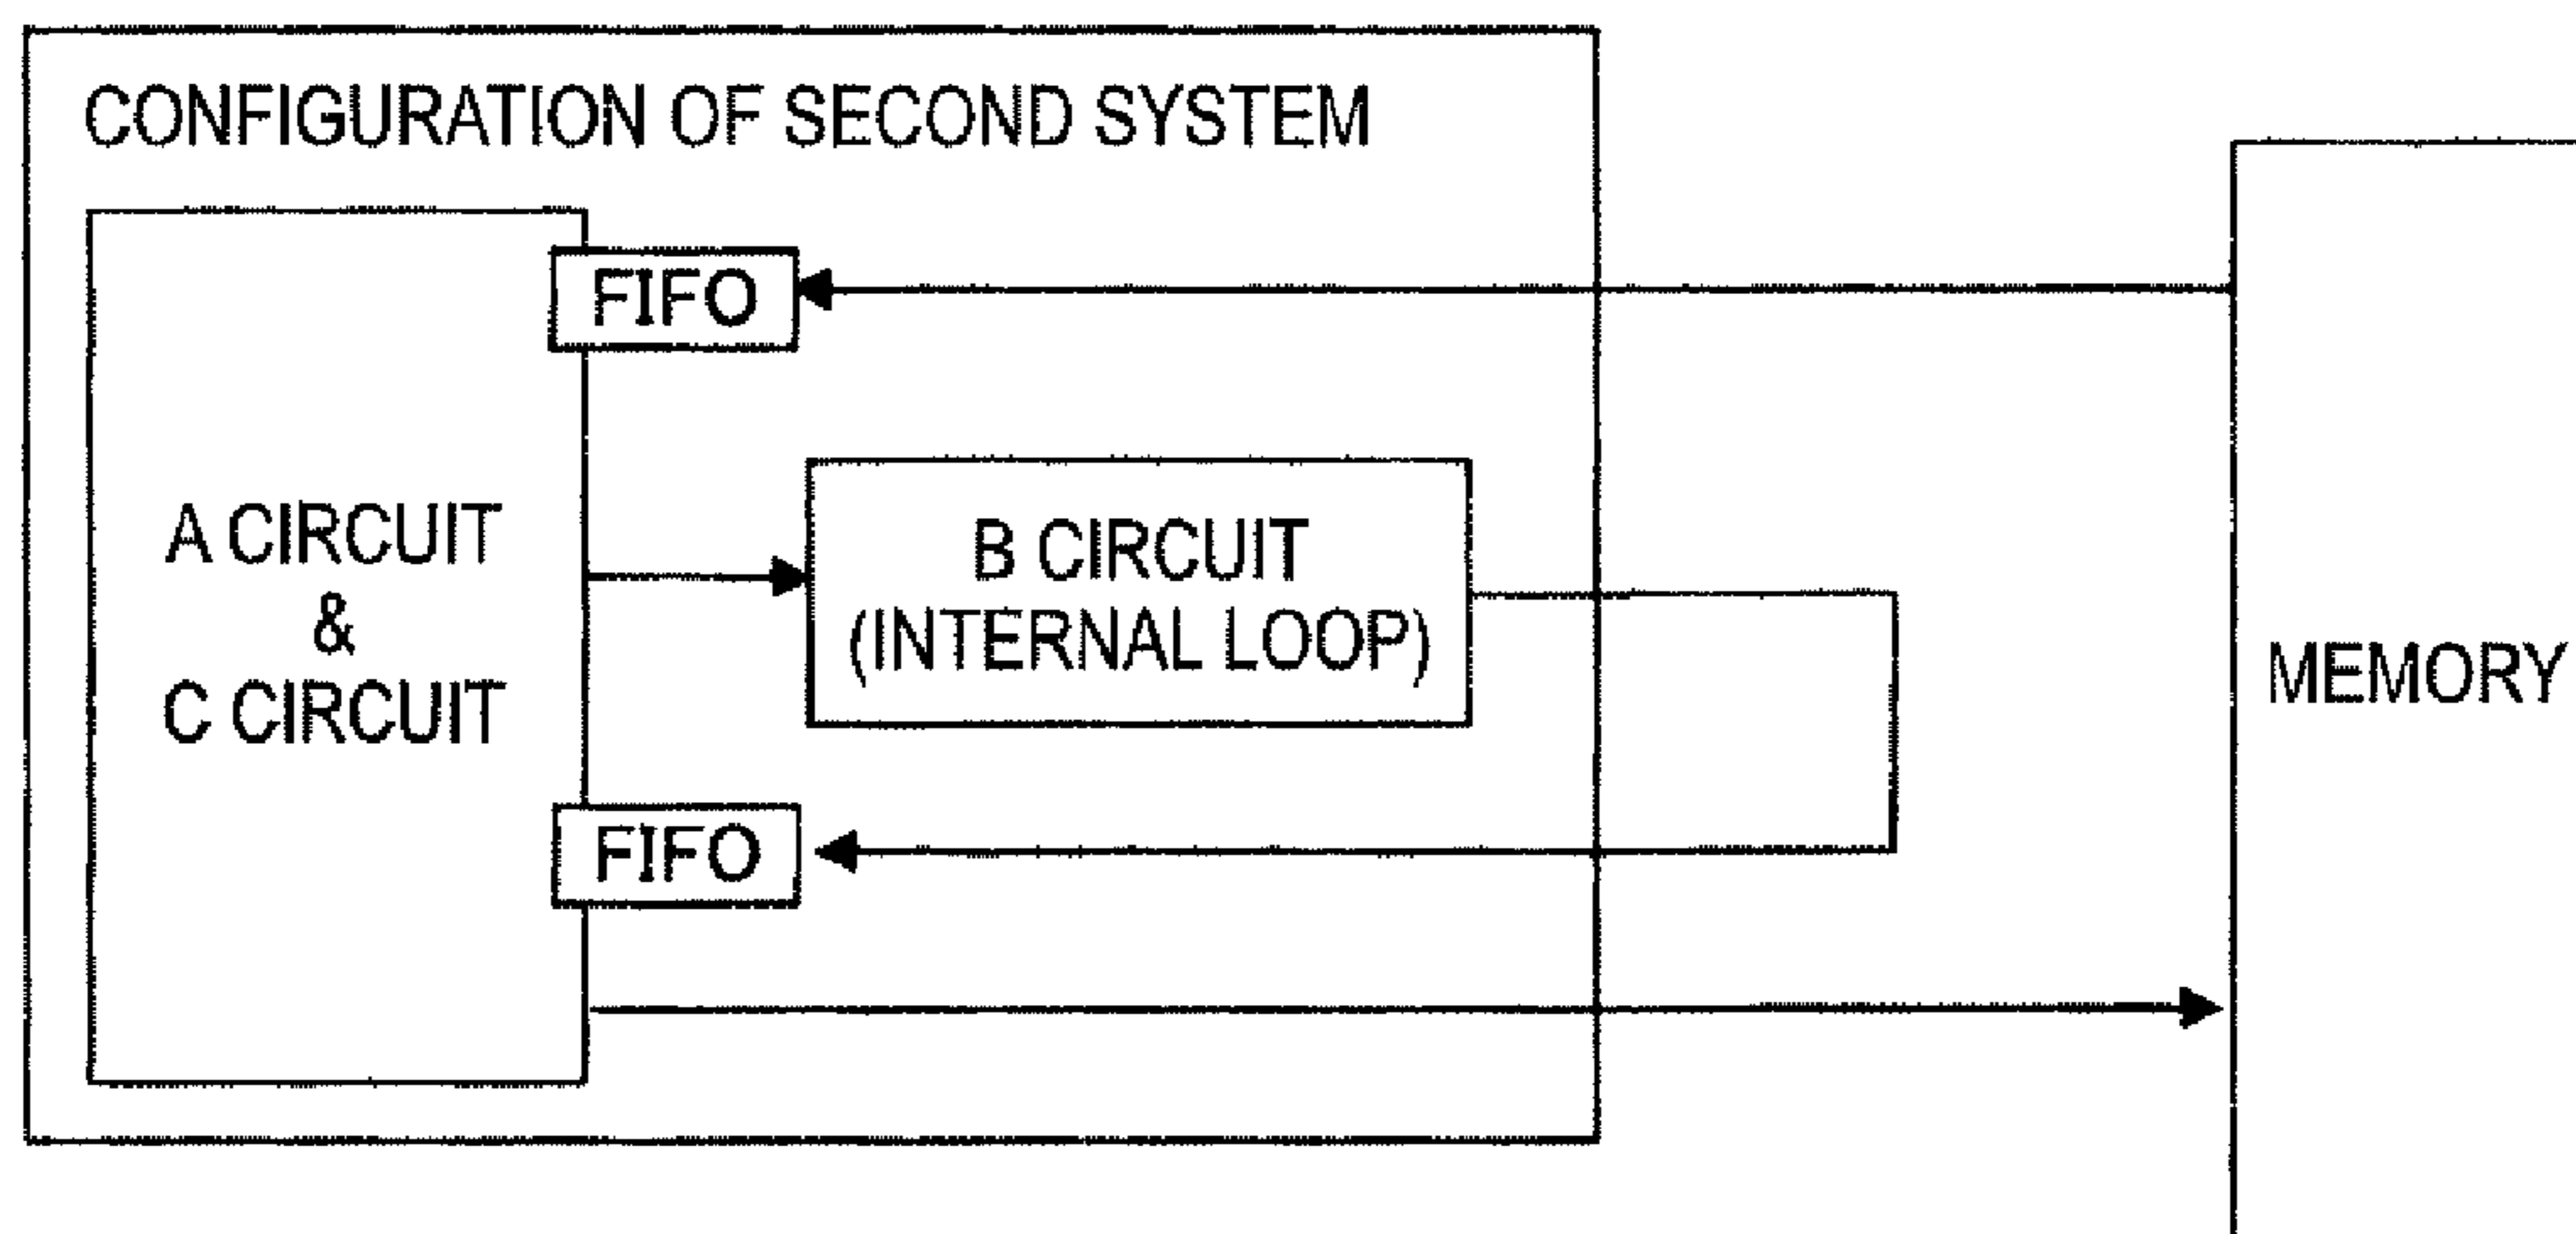 CONFIGURATION OF SECOND SYSTEM
FIFO
A CIRCUIT
&
C CIRCUIT
B CIRCUIT
(INTERNAL LOOP)
MEMORY
FIFO